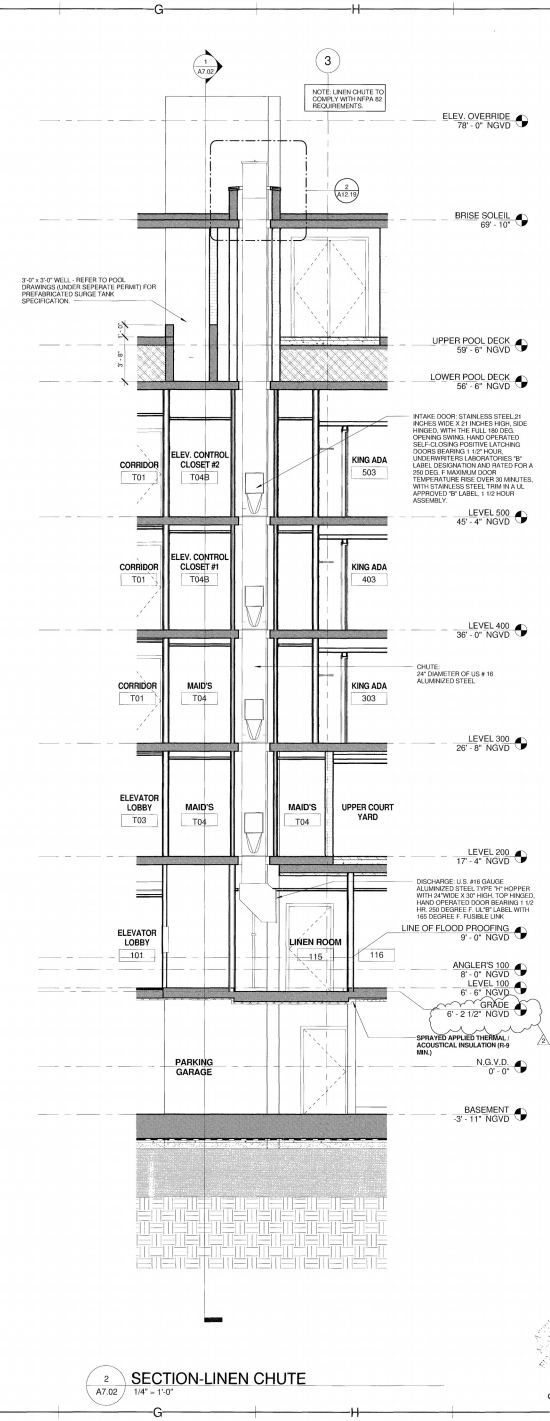 G
H
1
A7.02
3
NOTE: LINEN CHUTE TO
COMPLY WITH NFPA 82
REQUIREMENTS.
ELEV. OVERRIDE
78' - 0" NGVD
2
A12.19
BRISE SOLEIL
69' - 10"
3'-0" x 3'-0" WELL - REFER TO POOL
DRAWINGS (UNDER SEPERATE PERMIT) FOR
PREFABRICATED SURGE TANK
SPECIFICATION.
1' - 0"
3' - 8"
UPPER POOL DECK
59' - 6" NGVD
LOWER POOL DECK
56' - 6" NGVD
INTAKE DOOR: STAINLESS STEEL,21
INCHES WIDE X 21 INCHES HIGH, SIDE
HINGED, WITH THE FULL 180 DEG.
OPENING SWING. HAND OPERATED
SELF-CLOSING POSITIVE LATCHING
DOORS BEARING 1 1/2" HOUR,
UNDERWRITERS LABORATORIES "B"
LABEL DESIGNATION AND RATED FOR A
250 DEG. F MAXIMUM DOOR
TEMPERATURE RISE OVER 30 MINUTES,
WITH STAINLESS STEEL TRIM IN A UL
APPROVED "B" LABEL, 1 1/2 HOUR
ASSEMBLY.
CORRIDOR
T01
ELEV. CONTROL
CLOSET #2
T04B
KING ADA
503
LEVEL 500
45' - 4" NGVD
CORRIDOR
T01
ELEV. CONTROL
CLOSET #1
T04B
KING ADA
403
LEVEL 400
36' - 0" NGVD
CHUTE:
24" DIAMETER OF US # 16
ALUMINIZED STEEL
CORRIDOR
T01
MAID'S
T04
KING ADA
303
LEVEL 300
26' - 8" NGVD
ELEVATOR
LOBBY
T03
MAID'S
T04
MAID'S
T04
UPPER COURT
YARD
LEVEL 200
17' - 4" NGVD
DISCHARGE: U.S. #16 GAUGE
ALUMINIZED STEEL TYPE "H" HOPPER
WITH 24"WIDE X 30" HIGH, TOP HINGED,
HAND OPERATED DOOR BEARING 1 1/2
HR. 250 DEGREE F. UL"B" LABEL WITH
165 DEGREE F. FUSIBLE LINK
LINE OF FLOOD PROOFING
9' - 0" NGVD
ELEVATOR
LOBBY
101
LINEN ROOM
115
116
ANGLER'S 100
8' - 0" NGVD
LEVEL 100
6' - 6" NGVD
GRADE
6' - 2 1/2" NGVD
2
SPRAYED APPLIED THERMAL /
ACOUSTICAL INSULATION (R-9
MIN.)
PARKING
GARAGE
N.G.V.D.
0' - 0"
BASEMENT
-3' - 11" NGVD
2
A7.02
SECTION-LINEN CHUTE
1/4" = 1'-0"
G
H